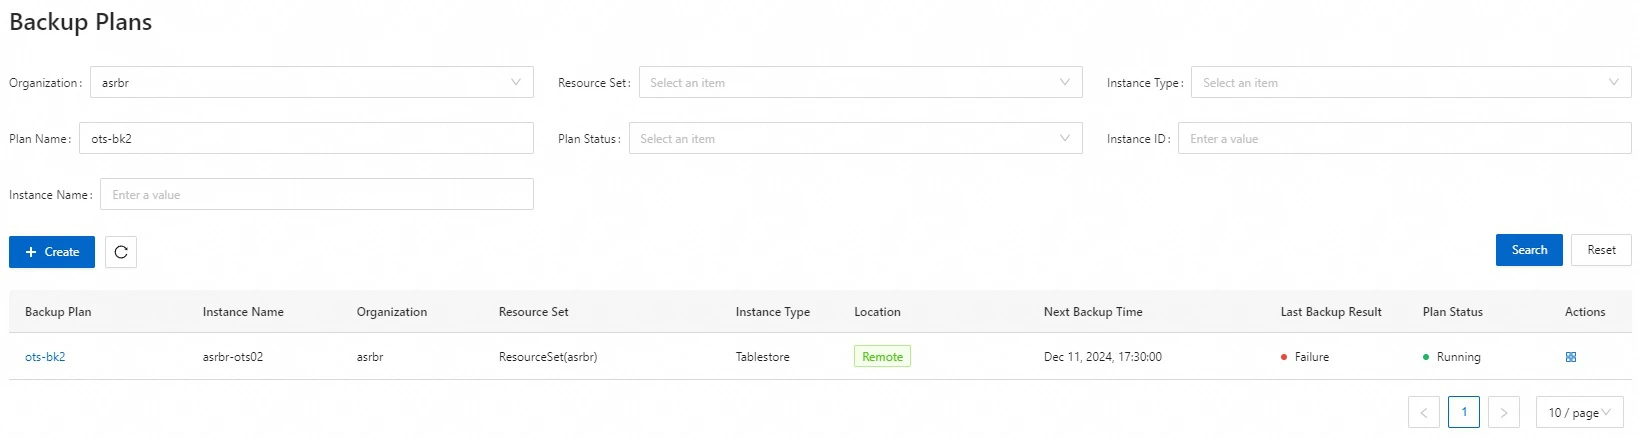 Backup Plans
Organization: asrbr Resource Set: Select an item Instance Type: Select an item
Plan Name: ots-bk2 Plan Status: Select an item Instance ID: Enter a value
Instance Name: Enter a value
+ Create Search Reset
Backup Plan Instance Name Organization Resource Set Instance Type Location Next Backup Time Last Backup Result Plan Status Actions
ots-bk2 asrbr-ots02 asrbr ResourceSet(asrbr) Tablestore Remote Dec 11, 2024, 17:30:00 Failure Running
< 1 > 10 / page